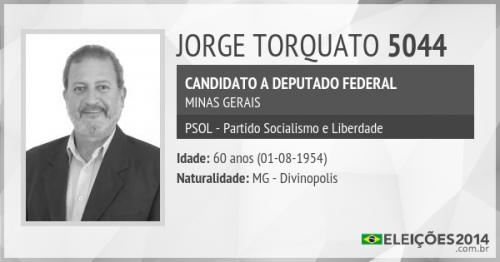 JORGE TORQUATO 5044
CANDIDATO A DEPUTADO FEDERAL
MINAS GERAIS
PSOL - Partido Socialismo e Liberdade
Idade: 60 anos (01-08-1954)
Naturalidade: MG - Divinopolis
ELEIÇÕES2014
.com.br